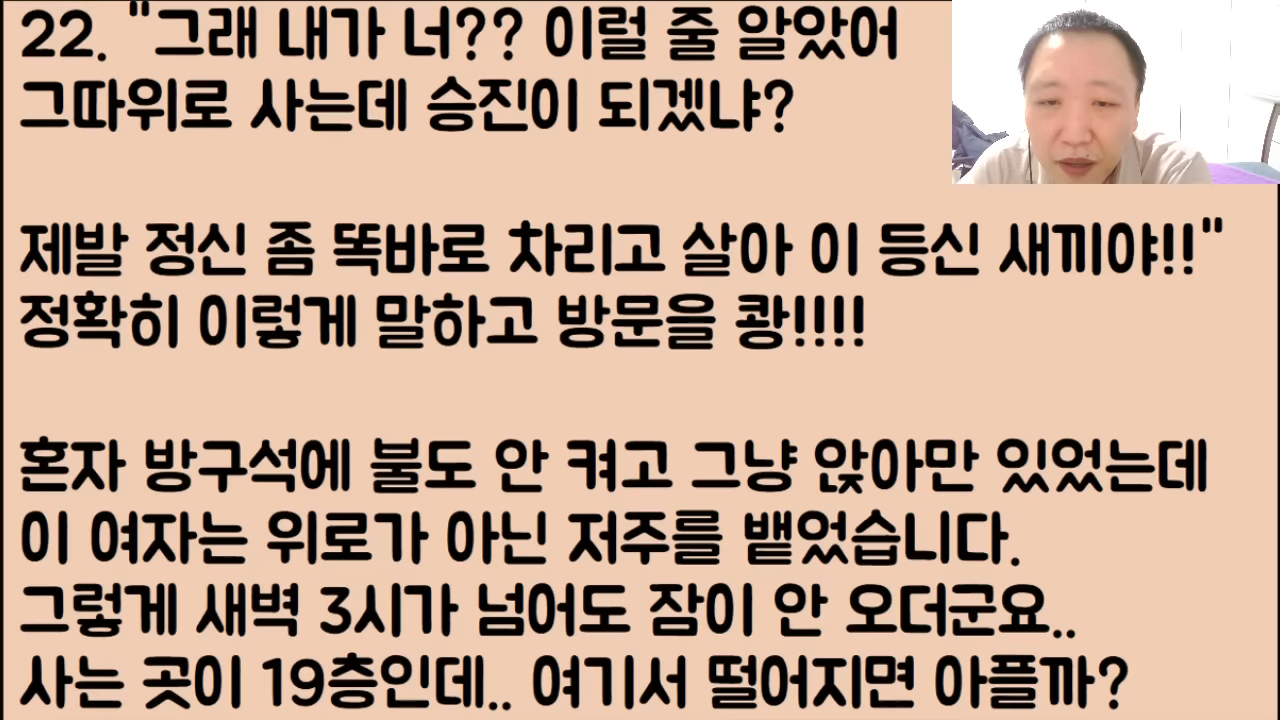 22. "그래 내가 너?? 이럴 줄 알았어
그따위로 사는데 승진이 되겠냐?
제발 정신 좀 똑바로 차리고 살아 이 등신 새끼야!!"
정확히 이렇게 말하고 방문을 쾅!!!!
혼자 방구석에 불도 안 켜고 그냥 앉아만 있었는데
이 여자는 위로가 아닌 저주를 뱉었습니다.
그렇게 새벽 3시가 넘어도 잠이 안 오더군요..
사는 곳이 19층인데.. 여기서 떨어지면 아플까?